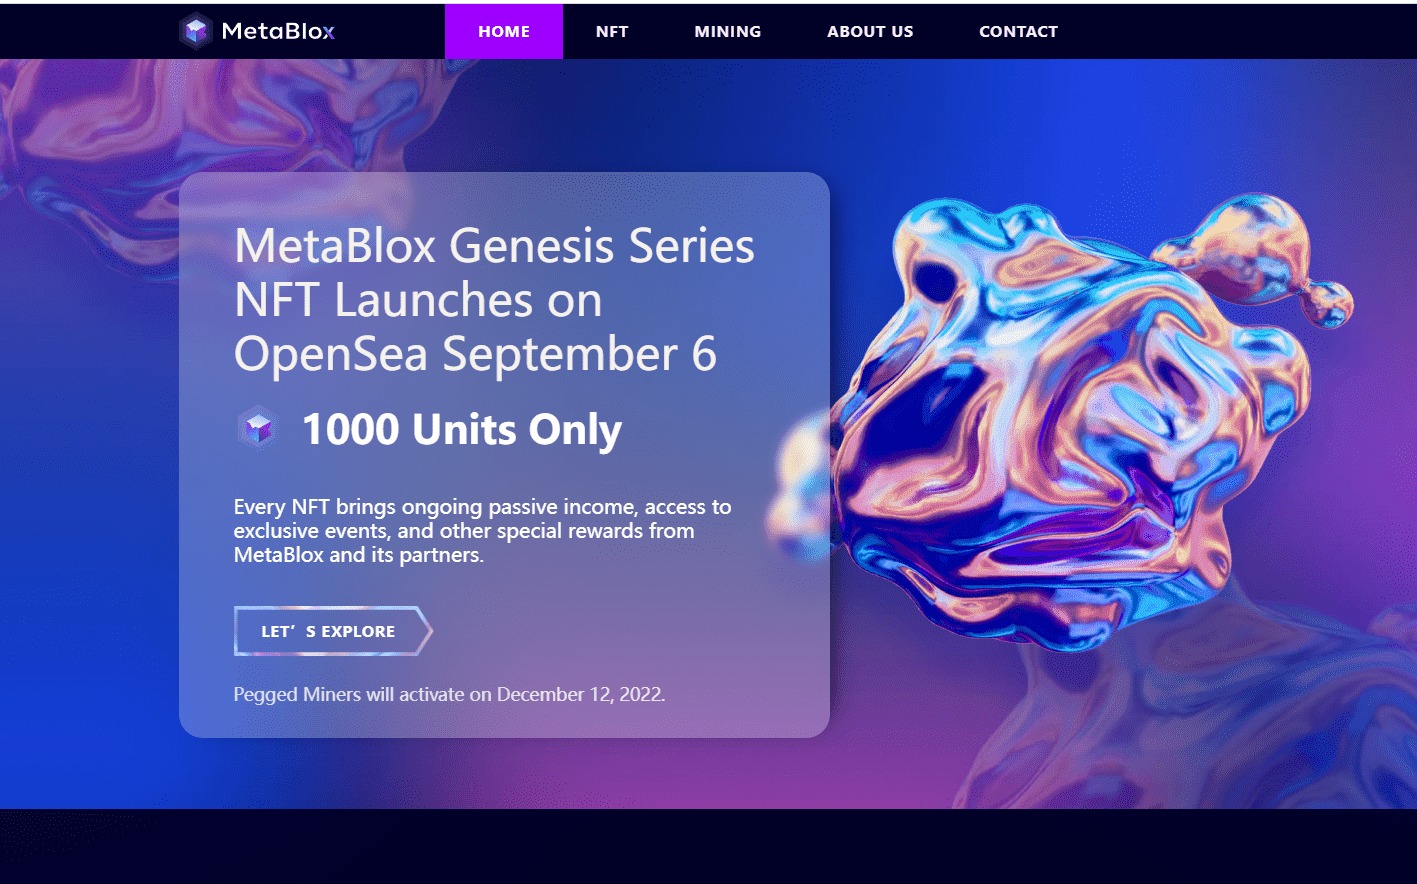 MetaBlox
HOME NFT MINING ABOUT US CONTACT
MetaBlox Genesis Series
NFT Launches on
OpenSea September 6
1000 Units Only
Every NFT brings ongoing passive income, access to
exclusive events, and other special rewards from
MetaBlox and its partners.
LET’S EXPLORE
Pegged Miners will activate on December 12, 2022.